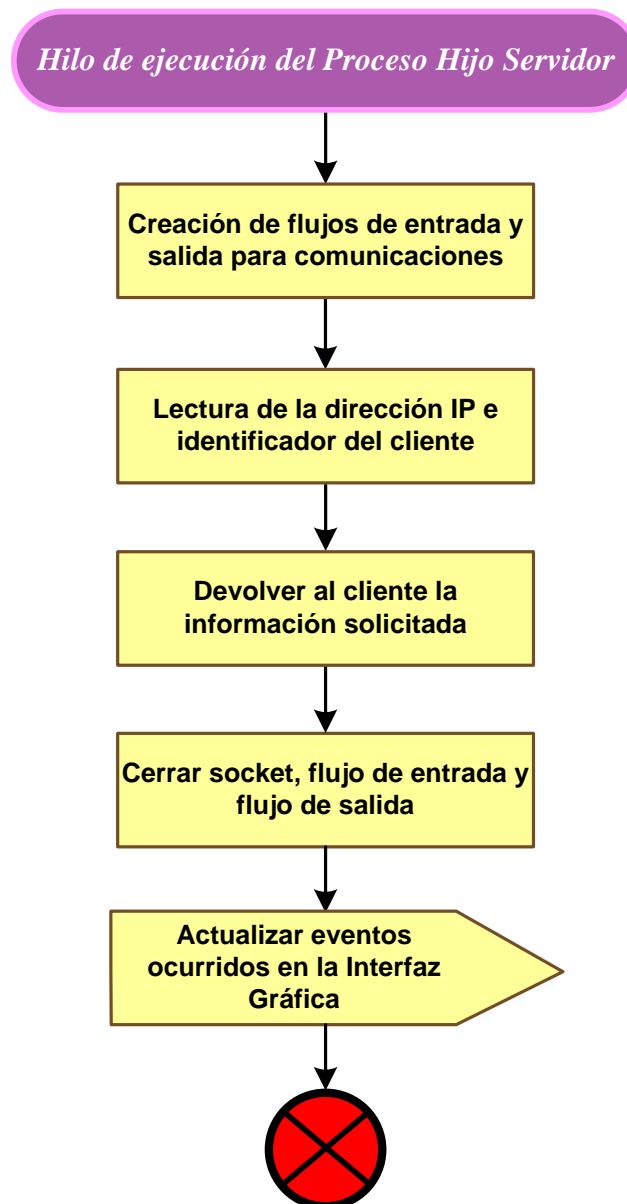 Hilo de ejecución del Proceso Hijo Servidor
Creación de flujos de entrada y
salida para comunicaciones
Lectura de la dirección IP e
identificador del cliente
Devolver al cliente la
información solicitada
Cerrar socket, flujo de entrada y
flujo de salida
Actualizar eventos
ocurridos en la Interfaz
Gráfica